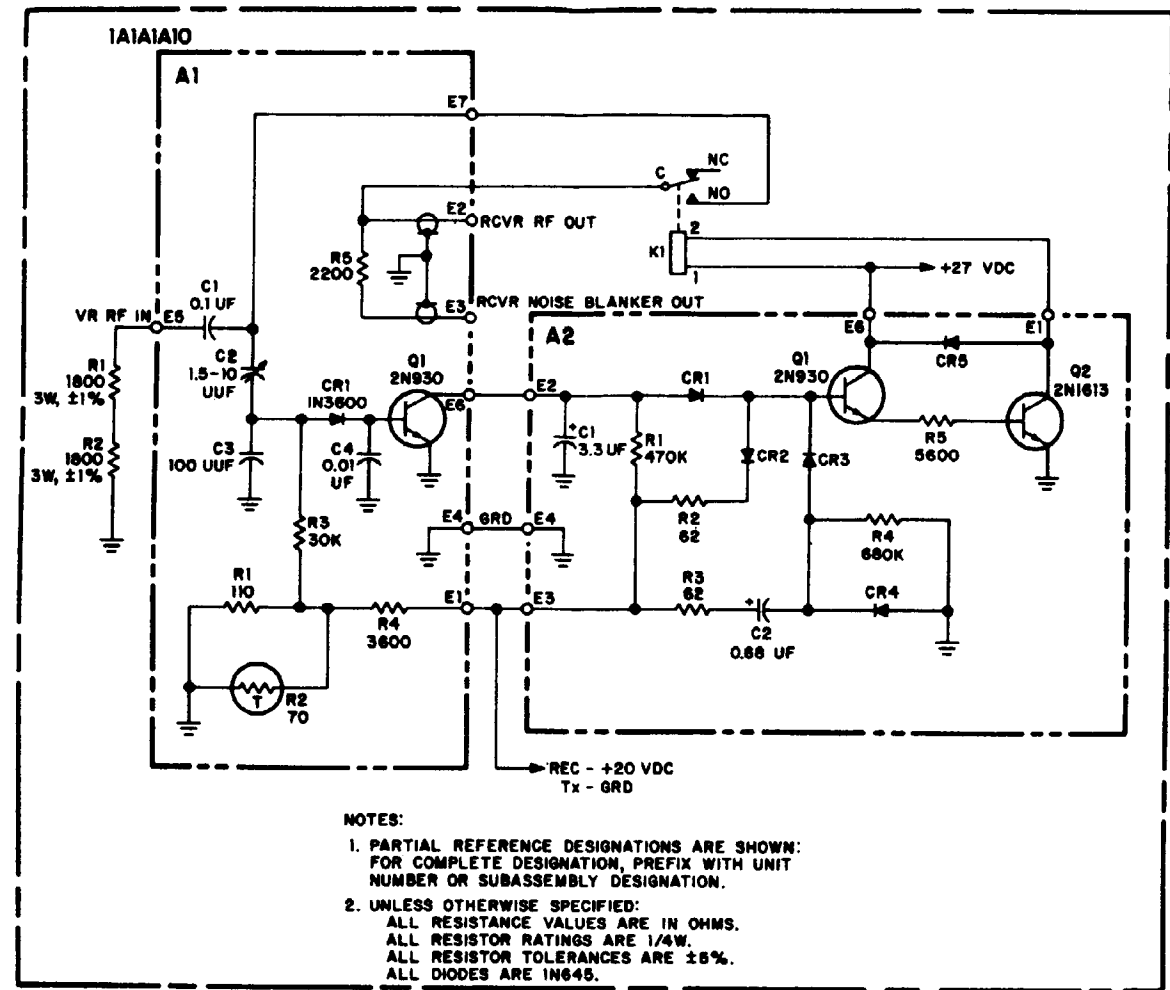 1A1A1A10
A1
E7
C
NC
NO
E2
RCVR RF OUT
R5
2200
K1
2
1
+27 VDC
E3
RCVR NOISE BLANKER OUT
C1
0.1 UF
VR RF IN
E5
A2
E6
E1
R1
1800
3W, ±1%
C2
1.5-10
UUF
CR1
1N3600
Q1
2N930
E6
E2
CR1
Q1
2N930
CR5
Q2
2N1613
C3
100 UUF
C4
0.01
UF
+
C1
3.3 UF
R1
470K
CR2
CR3
R5
5600
R2
1800
3W, ±1%
R3
30K
E4
GRD
E4
R2
62
R4
680K
R1
110
R4
3600
E1
E3
R3
62
+
C2
0.68 UF
CR4
T
R2
70
REC - +20 VDC
Tx - GRD
NOTES:
1. PARTIAL REFERENCE DESIGNATIONS ARE SHOWN:
FOR COMPLETE DESIGNATION, PREFIX WITH UNIT
NUMBER OR SUBASSEMBLY DESIGNATION.
2. UNLESS OTHERWISE SPECIFIED:
ALL RESISTANCE VALUES ARE IN OHMS.
ALL RESISTOR RATINGS ARE 1/4W.
ALL RESISTOR TOLERANCES ARE ±5%.
ALL DIODES ARE 1N645.